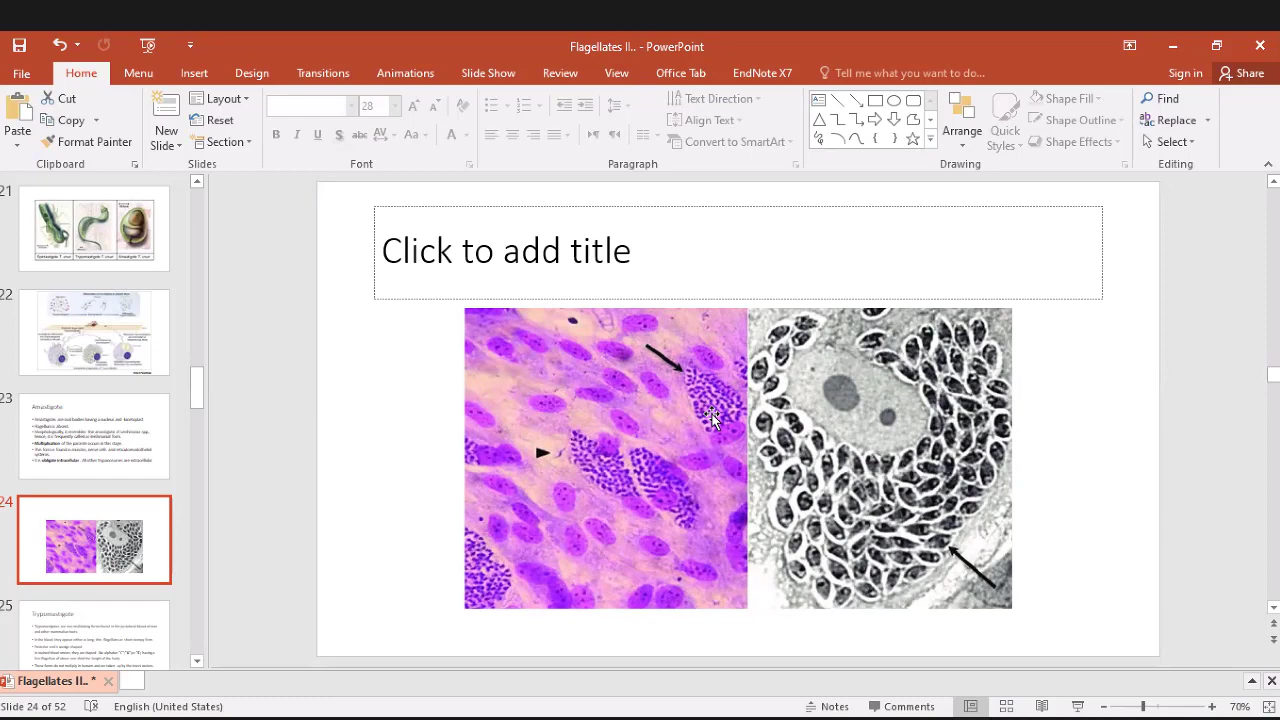 Flagellates II.. - PowerPoint
File Home Menu Insert Design Transitions Animations Slide Show Review View Office Tab EndNote X7 Tell me what you want to do... Sign in Share
Paste
Cut
Copy
Format Painter
Clipboard
New
Slide
Layout
Reset
Section
Slides
28
Font
Paragraph
Text Direction
Align Text
Convert to SmartArt
Arrange
Quick
Styles
Shape Fill
Shape Outline
Shape Effects
Drawing
Find
Replace
Select
Editing
21
22
23
Amastigote
24
25
Trypomastigote
Click to add title
Flagellates II.. *
Slide 24 of 52 English (United States) Notes Comments 70%